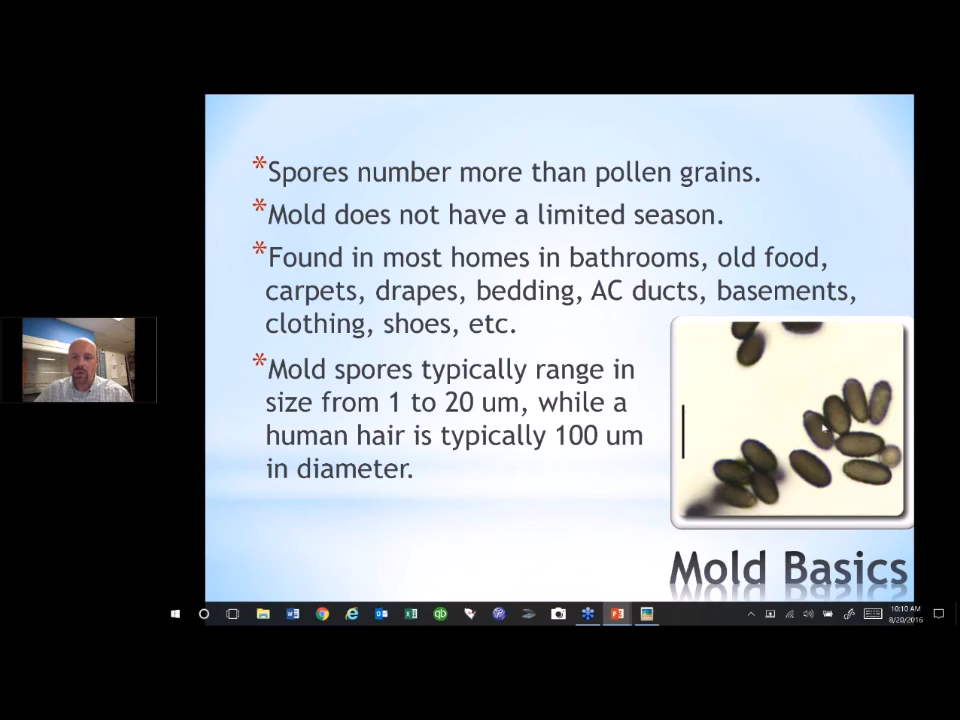 *Spores number more than pollen grains.
*Mold does not have a limited season.
*Found in most homes in bathrooms, old food,
carpets, drapes, bedding, AC ducts, basements,
clothing, shoes, etc.
*Mold spores typically range in
size from 1 to 20 um, while a
human hair is typically 100 um
in diameter.
Mold Basics
qb
10:10 AM
8/20/2016